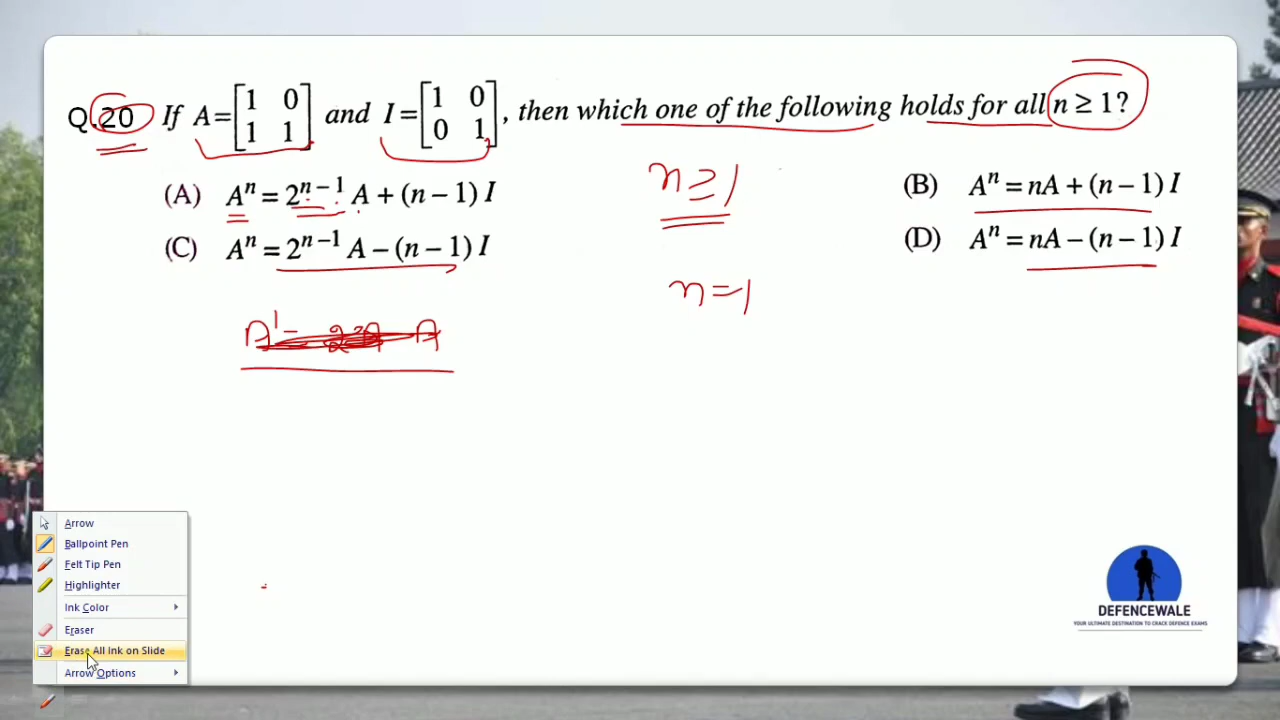 Q.20 If A = [1 0 1 1] and I = [1 0 0 1], then which one of the following holds for all n ≥ 1?
(A) Aⁿ = 2ⁿ⁻¹ A + (n − 1) I
(B) Aⁿ = nA + (n − 1) I
(C) Aⁿ = 2ⁿ⁻¹ A − (n − 1) I
(D) Aⁿ = nA − (n − 1) I
n ≥ 1
n = 1
Arrow
Ballpoint Pen
Felt Tip Pen
Highlighter
Ink Color
Eraser
Erase All Ink on Slide
Arrow Options
DEFENCEWALE
YOUR ULTIMATE DESTINATION TO CRACK DEFENCE EXAMS